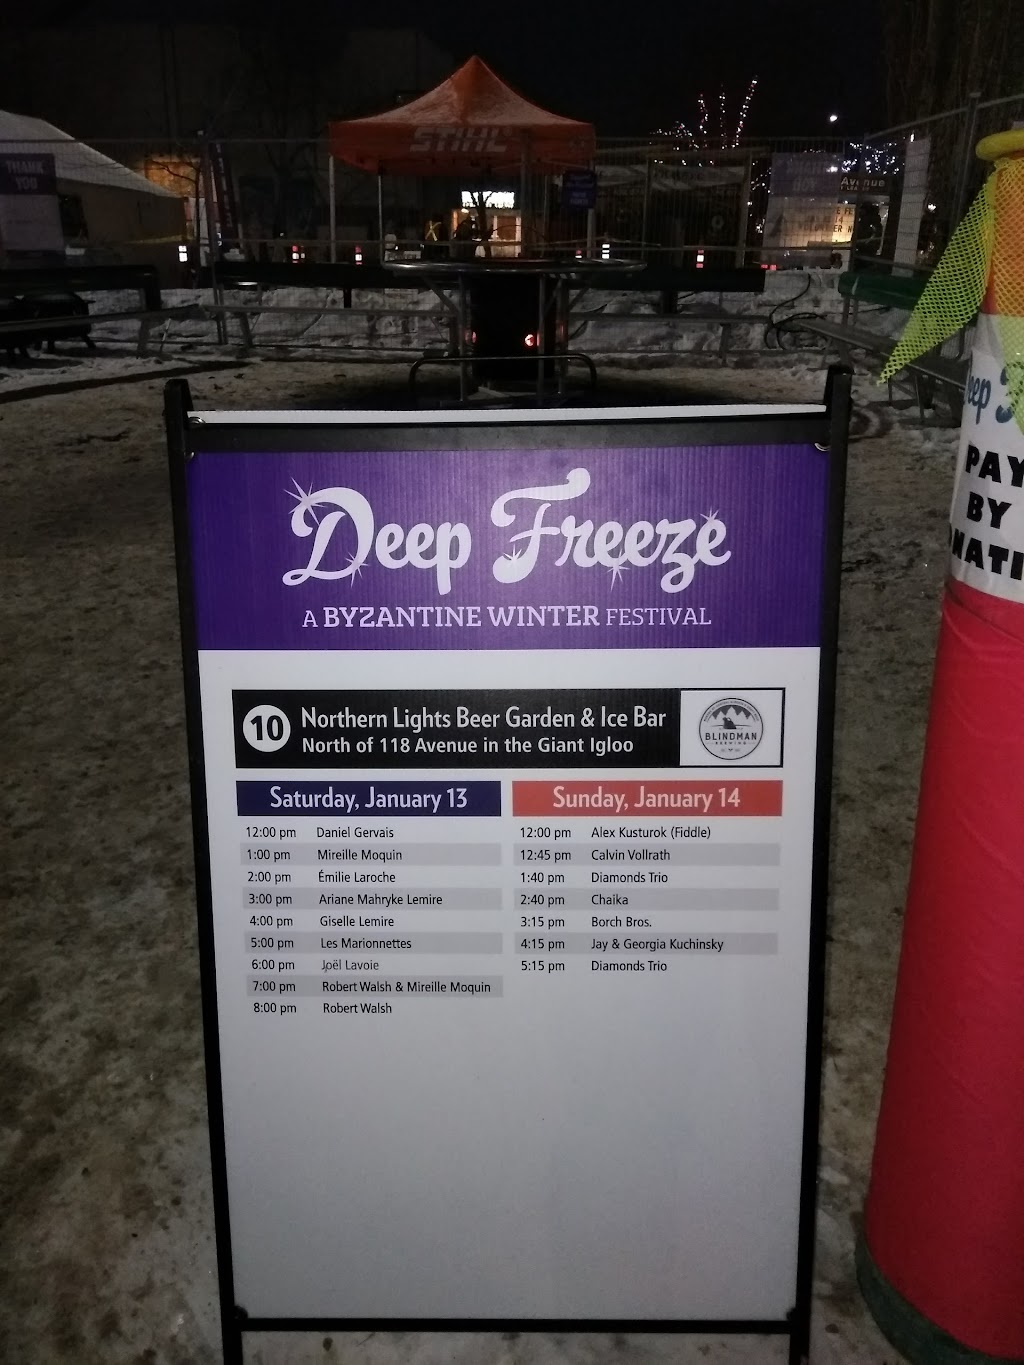 STIHL
THANK
YOU
Avenue
Deep Freeze
A BYZANTINE WINTER FESTIVAL
10 Northern Lights Beer Garden & Ice Bar
North of 118 Avenue in the Giant Igloo
BLINDMAN
BREWING
Saturday, January 13
12:00 pm Daniel Gervais
1:00 pm Mireille Moquin
2:00 pm Émilie Laroche
3:00 pm Ariane Mahryke Lemire
4:00 pm Giselle Lemire
5:00 pm Les Marionnettes
6:00 pm Joël Lavoie
7:00 pm Robert Walsh & Mireille Moquin
8:00 pm Robert Walsh
Sunday, January 14
12:00 pm Alex Kusturok (Fiddle)
12:45 pm Calvin Vollrath
1:40 pm Diamonds Trio
2:40 pm Chaika
3:15 pm Borch Bros.
4:15 pm Jay & Georgia Kuchinsky
5:15 pm Diamonds Trio
eep
PAY
BY
NATI